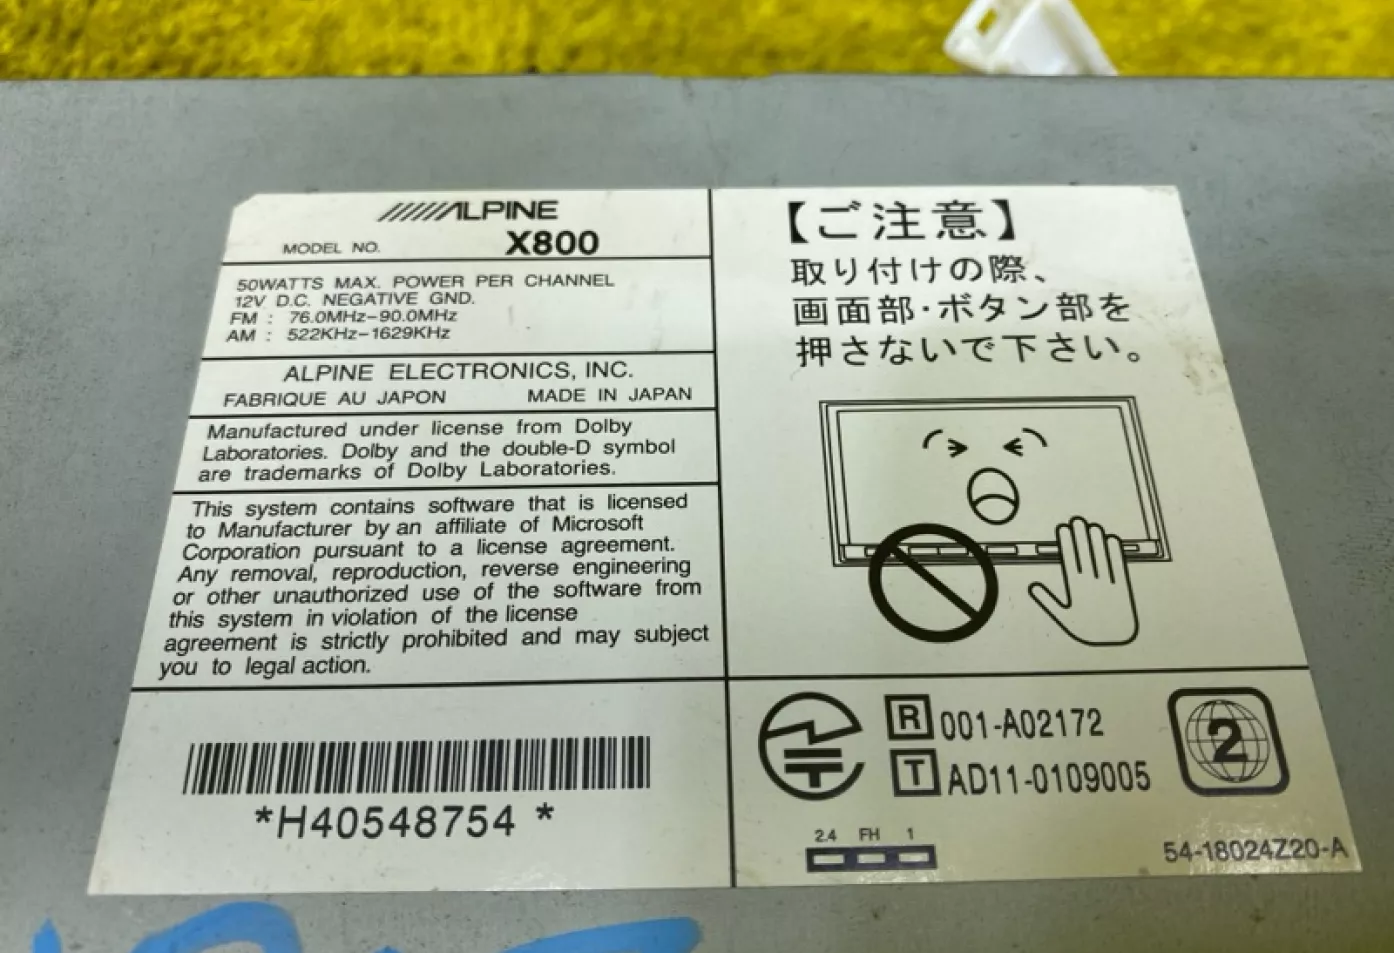 ALPINE
MODEL NO. X800
50WATTS MAX. POWER PER CHANNEL
12V D.C. NEGATIVE GND.
FM : 76.0MHz-90.0MHz
AM : 522KHz-1629KHz
ALPINE ELECTRONICS, INC.
FABRIQUE AU JAPON MADE IN JAPAN
Manufactured under license from Dolby
Laboratories. Dolby and the double-D symbol
are trademarks of Dolby Laboratories.
This system contains software that is licensed
to Manufacturer by an affiliate of Microsoft
Corporation pursuant to a license agreement.
Any removal, reproduction, reverse engineering
or other unauthorized use of the software from
this system in violation of the license
agreement is strictly prohibited and may subject
you to legal action.
*H40548754 *
【ご注意】
取り付けの際、
画面部・ボタン部を
押さないで下さい。
R 001-A02172
T AD11-0109005
2
2.4 FH 1
54-18024Z20-A